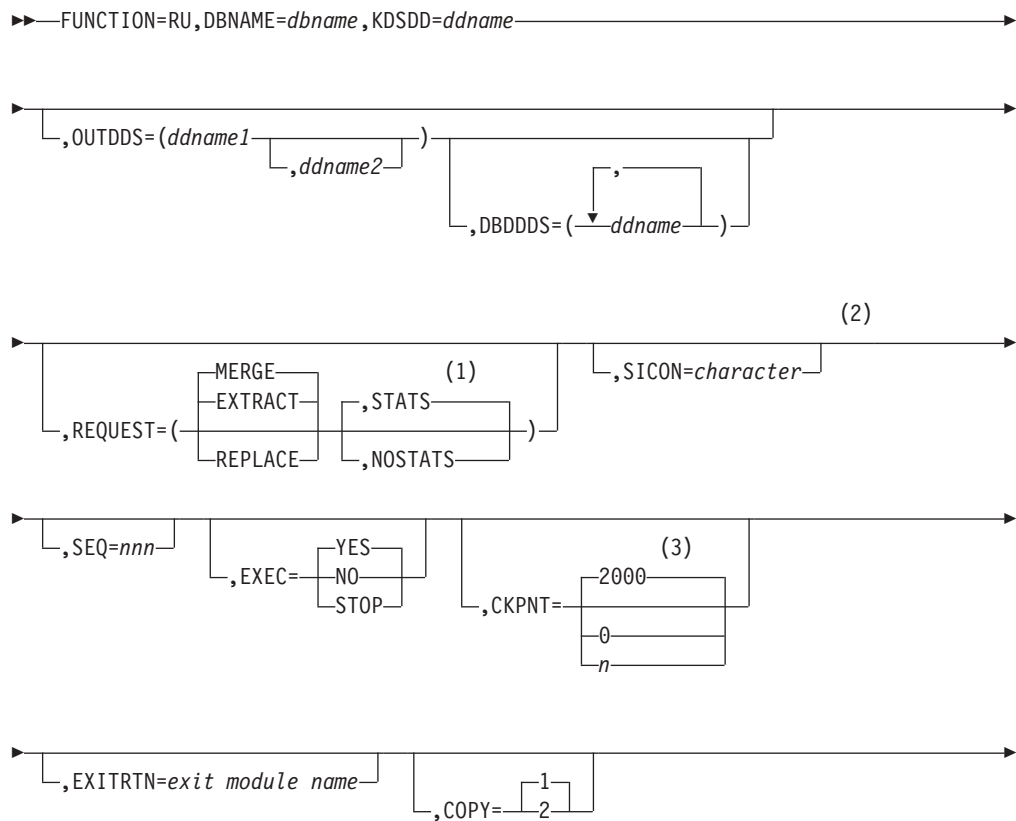 FUNCTION=RU,DBNAME=dbname,KDSDD=ddname
,OUTDDS=(ddname1 )
,ddname2 ,
,DBDDDS=( ddname )
(2)
MERGE (1) ,SICON=character
EXTRACT ,STATS
,REQUEST=( )
REPLACE ,NOSTATS
,SEQ=nnn YES (3)
,EXEC= NO 2000
STOP ,CKPNT=
0
n
,EXITRTN=exit module name 1
,COPY= 2